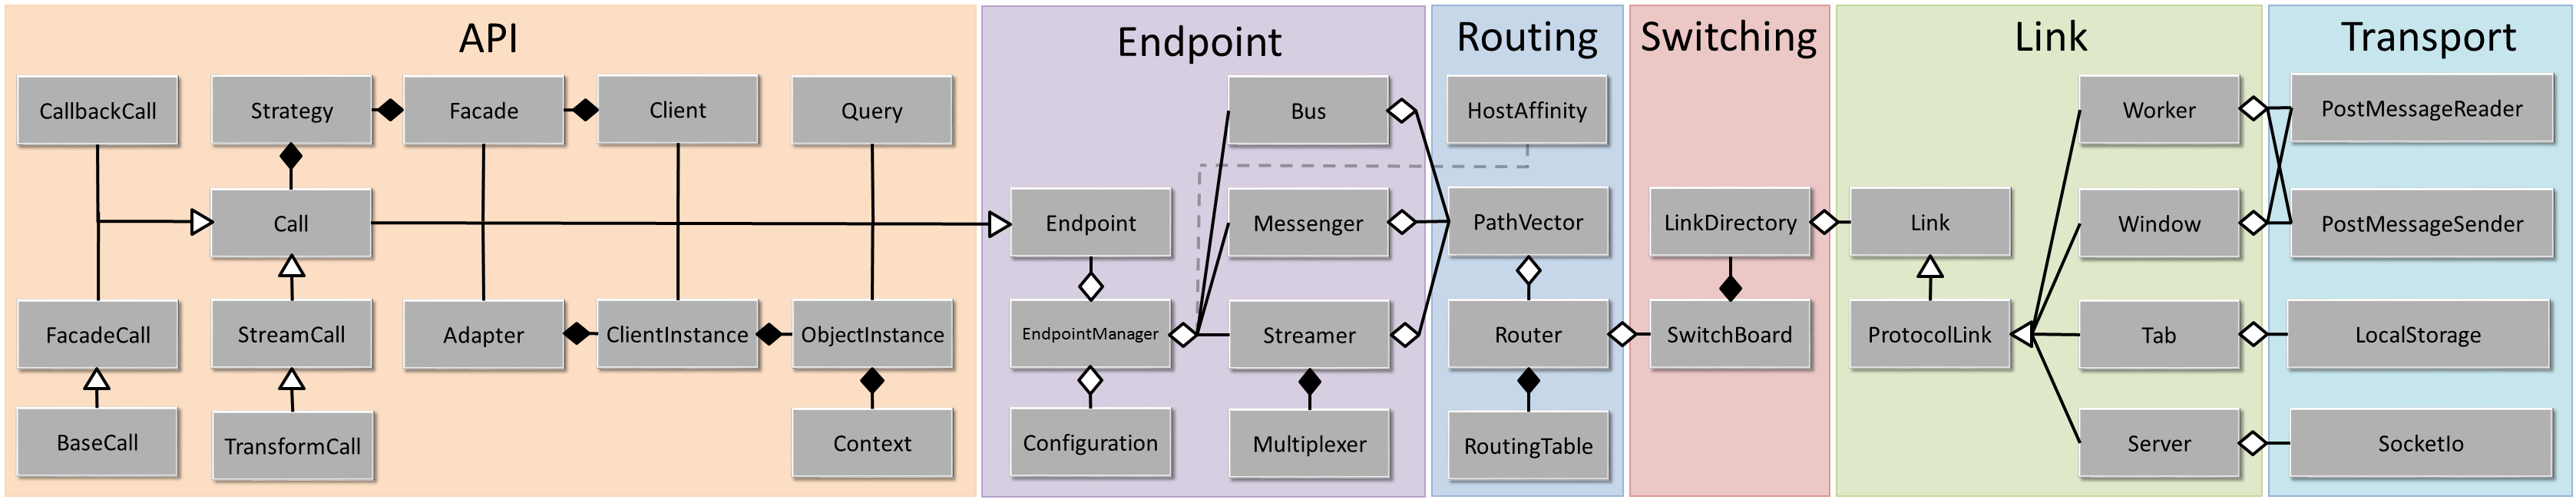 API
CallbackCall
Strategy
Facade
Client
Query
Call
FacadeCall
StreamCall
Adapter
ClientInstance
ObjectInstance
BaseCall
TransformCall
Context
Endpoint
Bus
Endpoint
Messenger
EndpointManager
Streamer
Configuration
Multiplexer
Routing
HostAffinity
PathVector
Router
RoutingTable
Switching
LinkDirectory
SwitchBoard
Link
Worker
Link
Window
ProtocolLink
Tab
Server
Transport
PostMessageReader
PostMessageSender
LocalStorage
SocketIo